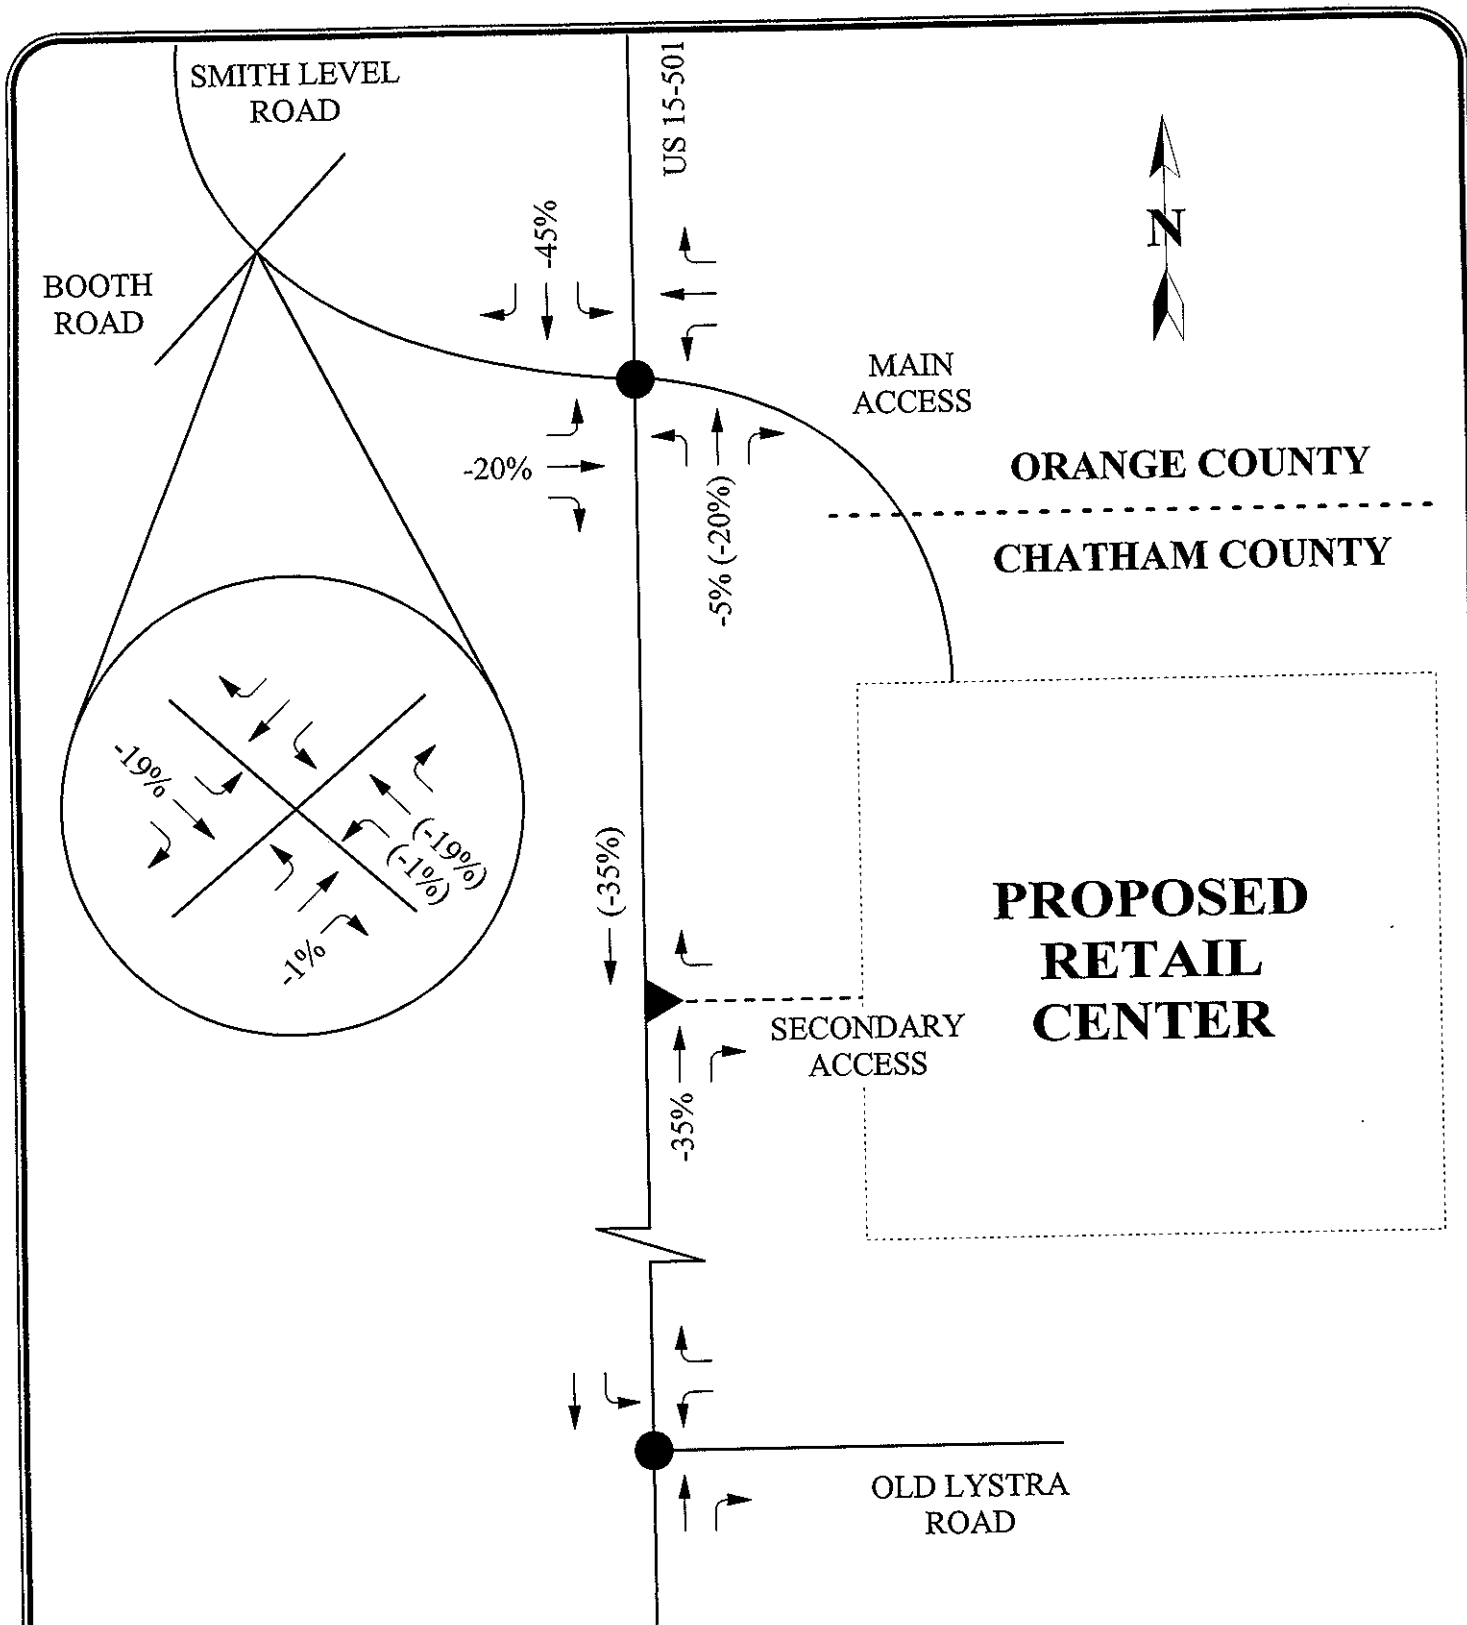 SMITH LEVEL
ROAD
US 15-501
-45%
N
BOOTH
ROAD
MAIN
ACCESS
-20%
-5% (-20%)
ORANGE COUNTY
CHATHAM COUNTY
-19%
(-19%)
(-1%)
-1%
(-35%)
PROPOSED
RETAIL
CENTER
SECONDARY
ACCESS
-35%
OLD LYSTRA
ROAD